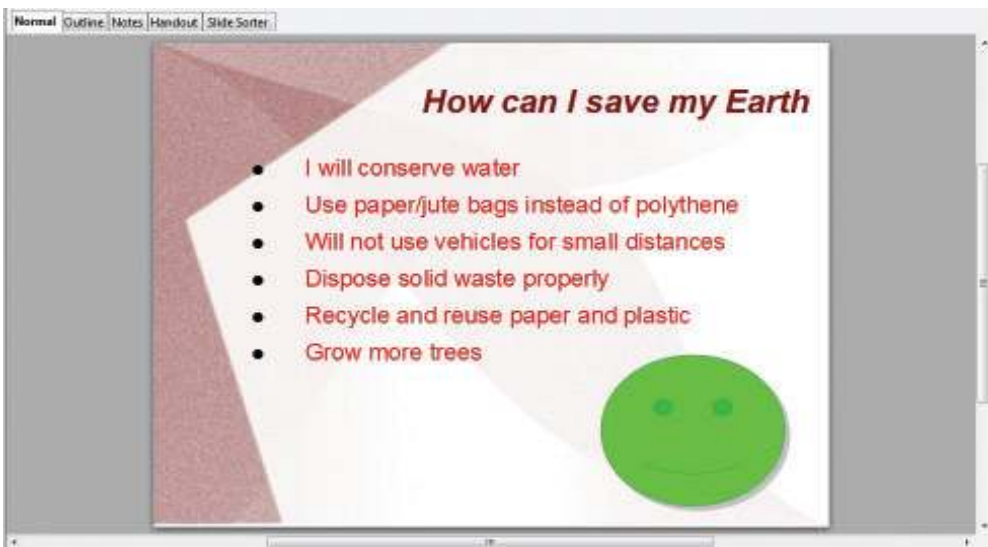 Normal Outline Notes Handout Slide Sorter
How can I save my Earth
I will conserve water
Use paper/jute bags instead of polythene
Will not use vehicles for small distances
Dispose solid waste properly
Recycle and reuse paper and plastic
Grow more trees